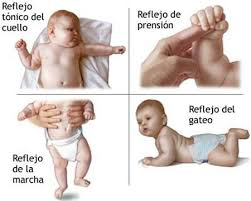 Reflejo
tónico del
cuello
Reflejo de
prensión
Reflejo
de la
marcha
Reflejo del
gateo